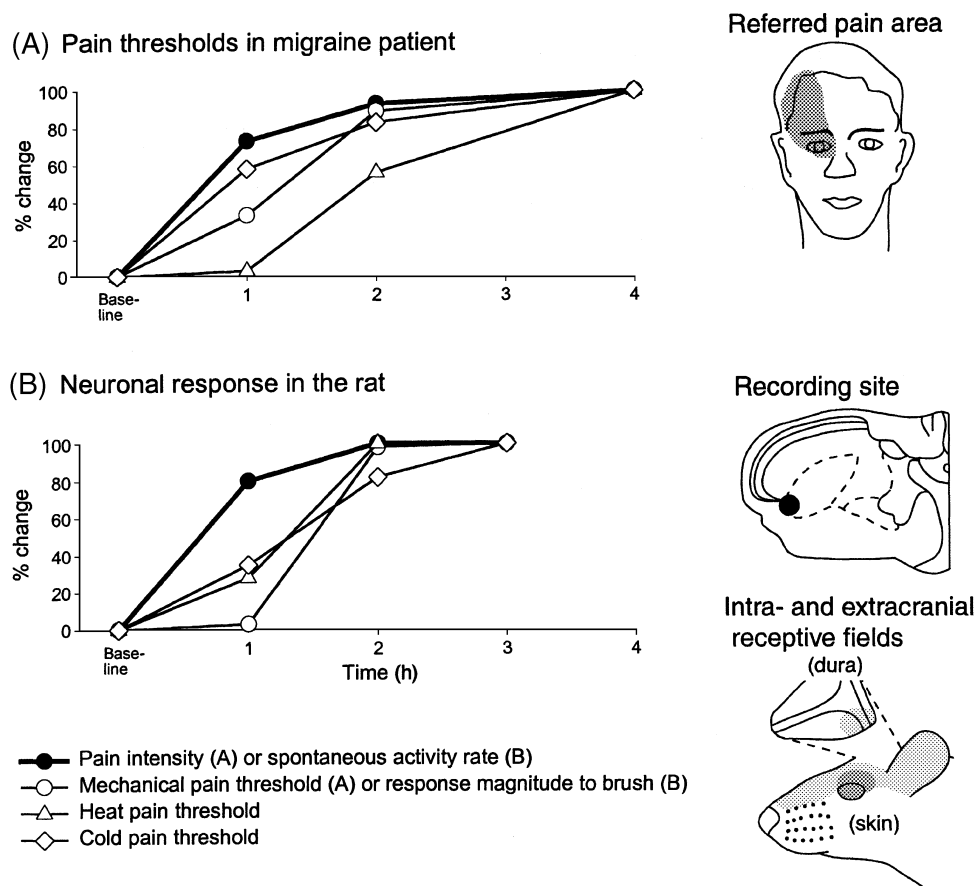 (A) Pain thresholds in migraine patient
Referred pain area
100
80
60
40
20
0
% change
Base-
line
1
2
3
4
(B) Neuronal response in the rat
Recording site
100
80
60
40
20
0
% change
Base-
line
1
2
3
4
Time (h)
Intra- and extracranial
receptive fields
(dura)
(skin)
Pain intensity (A) or spontaneous activity rate (B)
Mechanical pain threshold (A) or response magnitude to brush (B)
Heat pain threshold
Cold pain threshold